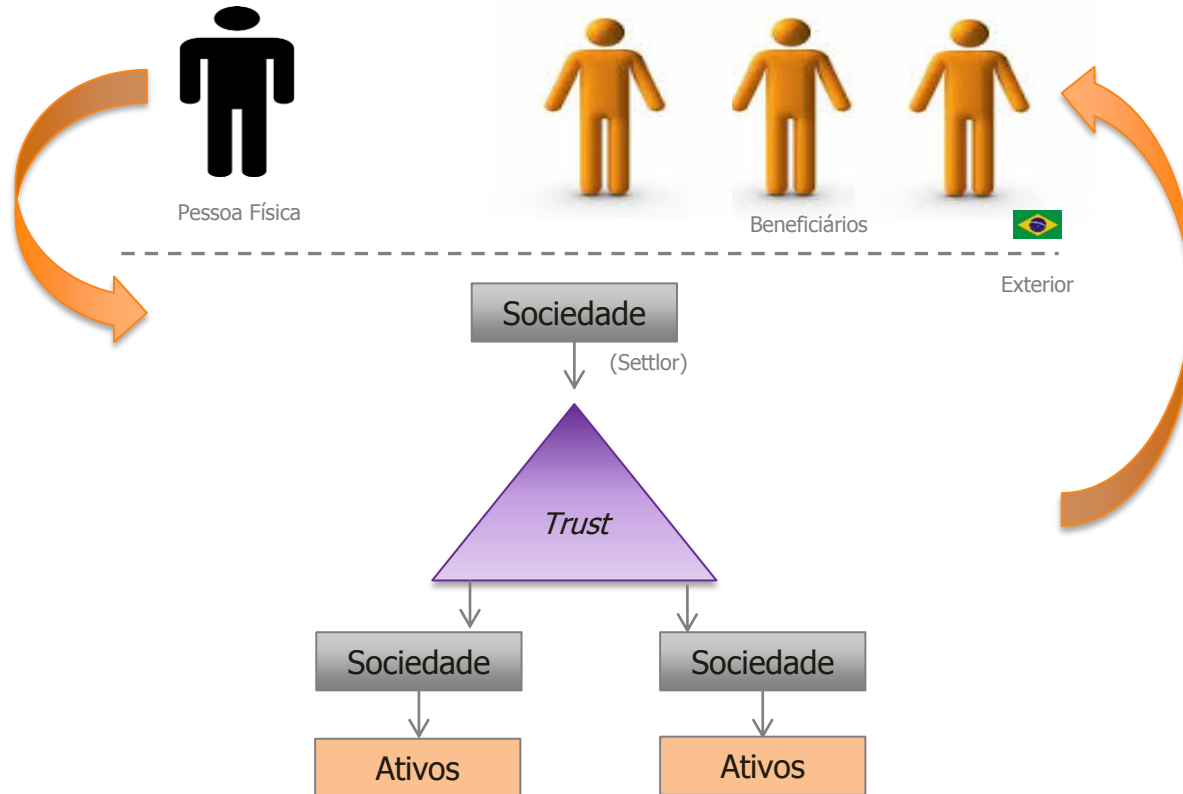 Pessoa Física
Beneficiários
Exterior
Sociedade
(Settlor)
Trust
Sociedade
Sociedade
Ativos
Ativos